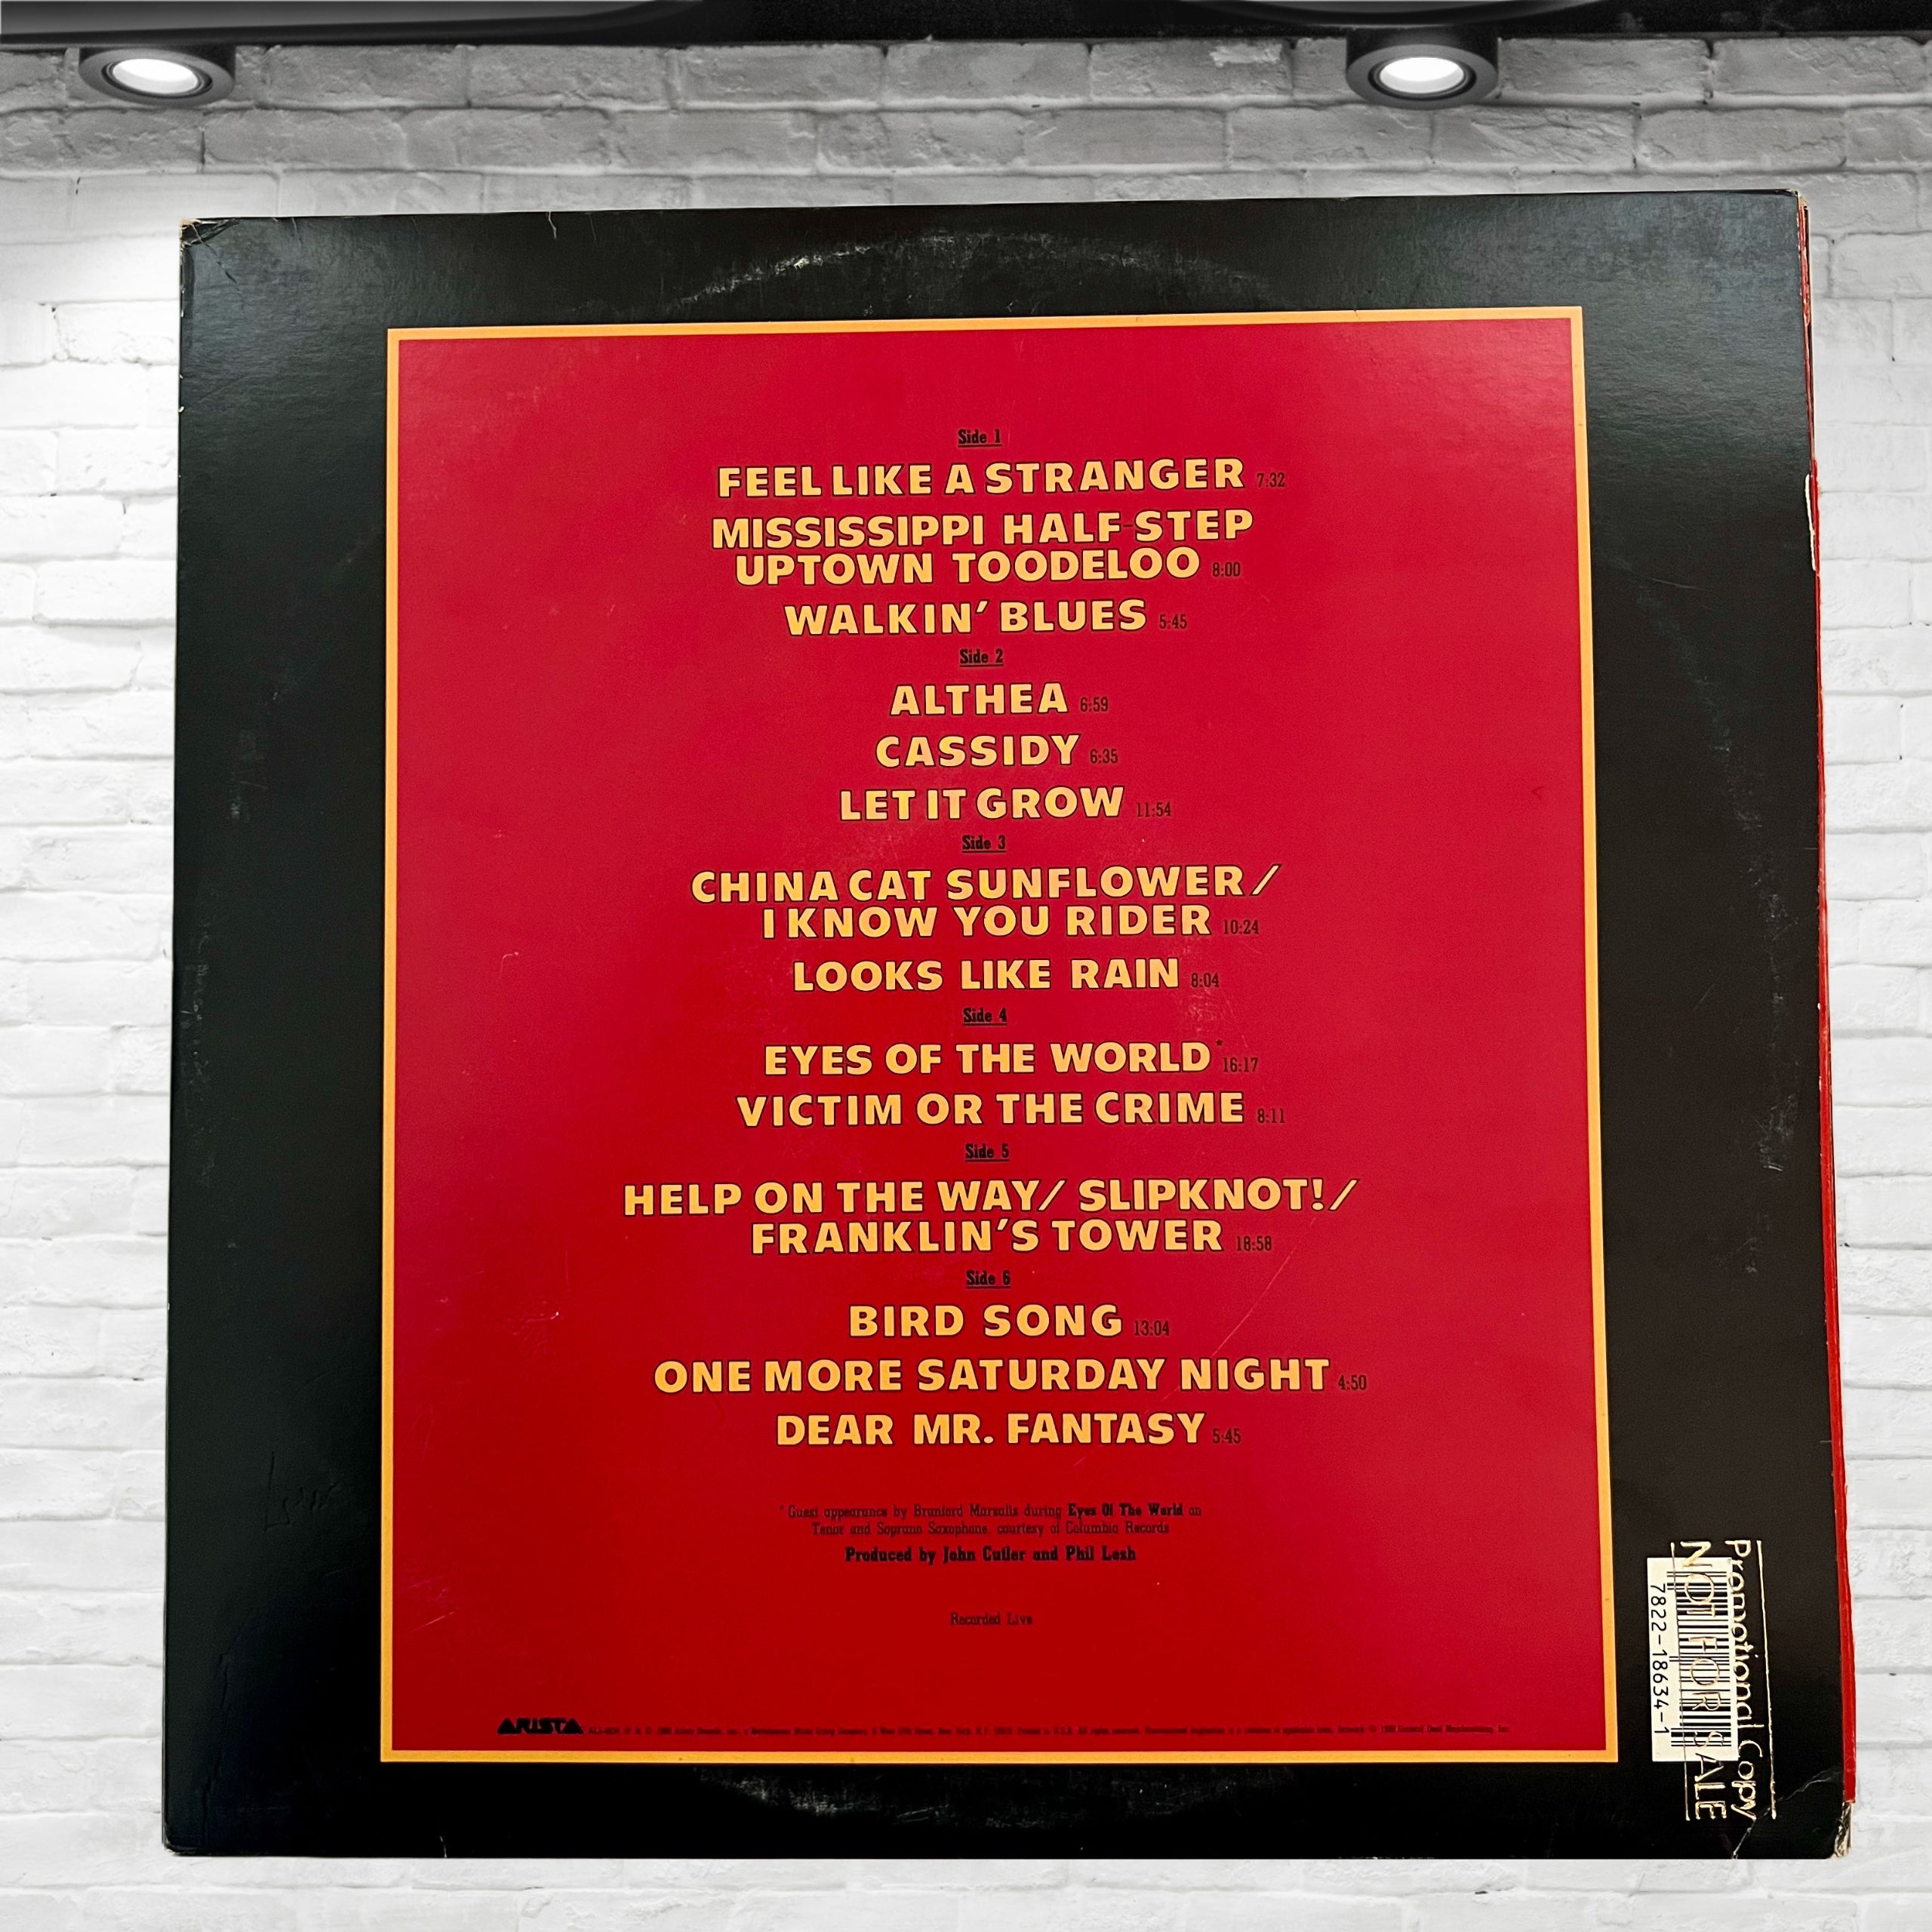 Side 1
FEEL LIKE A STRANGER 7:32
MISSISSIPPI HALF-STEP
UPTOWN TOODELOO 8:00
WALKIN' BLUES 5:45
Side 2
ALTHEA 6:59
CASSIDY 6:35
LET IT GROW 11:54
Side 3
CHINA CAT SUNFLOWER/
I KNOW YOU RIDER 10:24
LOOKS LIKE RAIN 8:04
Side 4
EYES OF THE WORLD* 16:17
VICTIM OR THE CRIME 8:11
Side 5
HELP ON THE WAY/ SLIPKNOT!/
FRANKLIN'S TOWER 18:58
Side 6
BIRD SONG 13:04
ONE MORE SATURDAY NIGHT 4:50
DEAR MR. FANTASY 5:45
* Guest appearance by Branford Marsalis during Eyes Of The World on
Tenor and Soprano Saxophone, courtesy of Columbia Records
Produced by John Cutler and Phil Lesh
Recorded Live
ARISTA
Promotional Copy
NOT FOR SALE
7822-18634-1